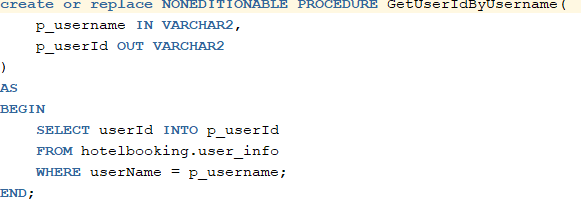 create or replace NONEDITIONABLE PROCEDURE GetUserIdByUsername(
    p_username IN VARCHAR2,
    p_userId OUT VARCHAR2
)
AS
BEGIN
    SELECT userId INTO p_userId
    FROM hotelbooking.user_info
    WHERE userName = p_username;
END;